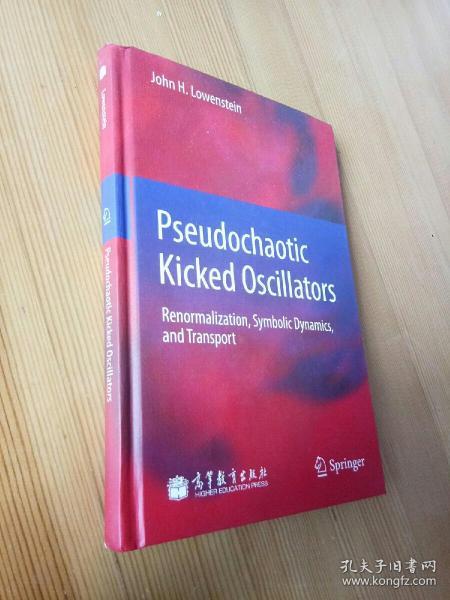 John H. Lowenstein
Pseudochaotic
Kicked Oscillators
Renormalization, Symbolic Dynamics,
and Transport
高等教育出版社
HIGHER EDUCATION PRESS
Springer
Lowenstein
Pseudochaotic Kicked Oscillators
孔夫子旧书网
www.kongfz.com